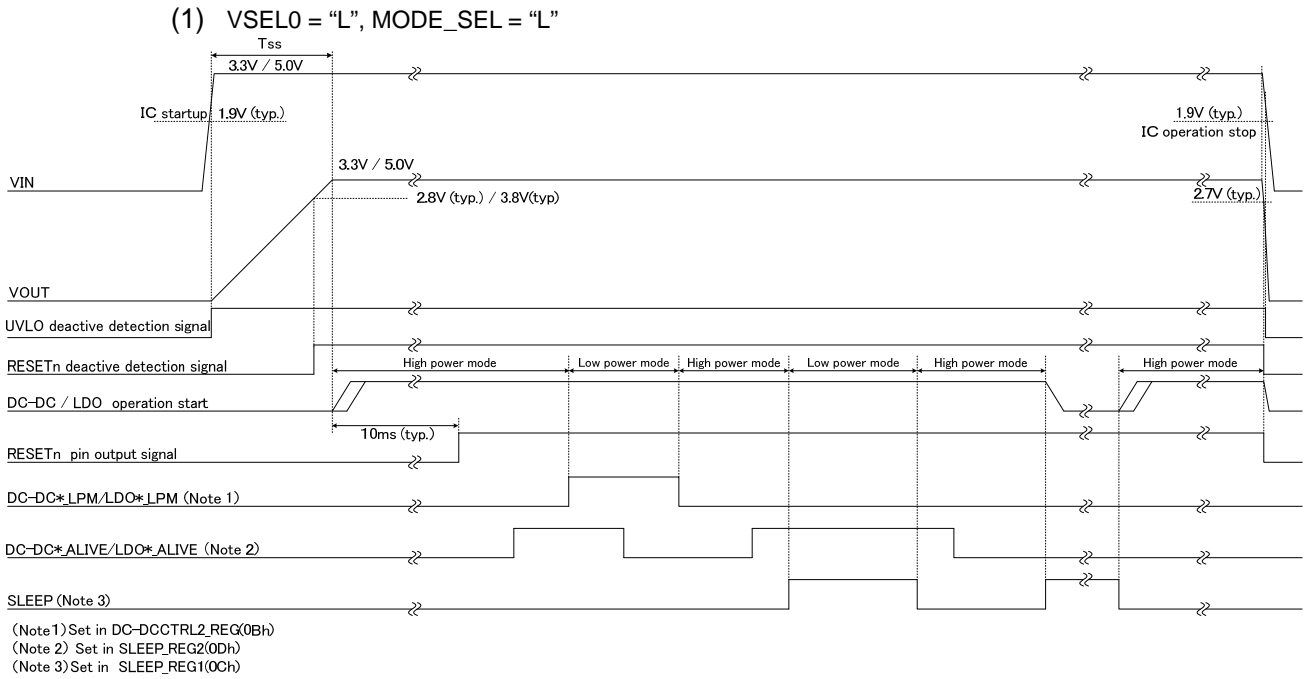 (1) VSEL0 = “L”, MODE_SEL = “L”
Tss
3.3V / 5.0V
IC startup 1.9V (typ.)
1.9V (typ.)
IC operation stop
3.3V / 5.0V
VIN
2.8V (typ.) / 3.8V(typ)
2.7V (typ.)
VOUT
UVLO deactive detection signal
RESETn deactive detection signal
High power mode
Low power mode
High power mode
Low power mode
High power mode
High power mode
DC-DC / LDO operation start
10ms (typ.)
RESETn pin output signal
DC-DC*_LPM/LDO*_LPM (Note 1)
DC-DC*_ALIVE/LDO*_ALIVE (Note 2)
SLEEP (Note 3)
(Note1) Set in DC-DCCTRL2_REG(0Bh)
(Note 2) Set in SLEEP_REG2(0Dh)
(Note 3) Set in SLEEP_REG1(0Ch)